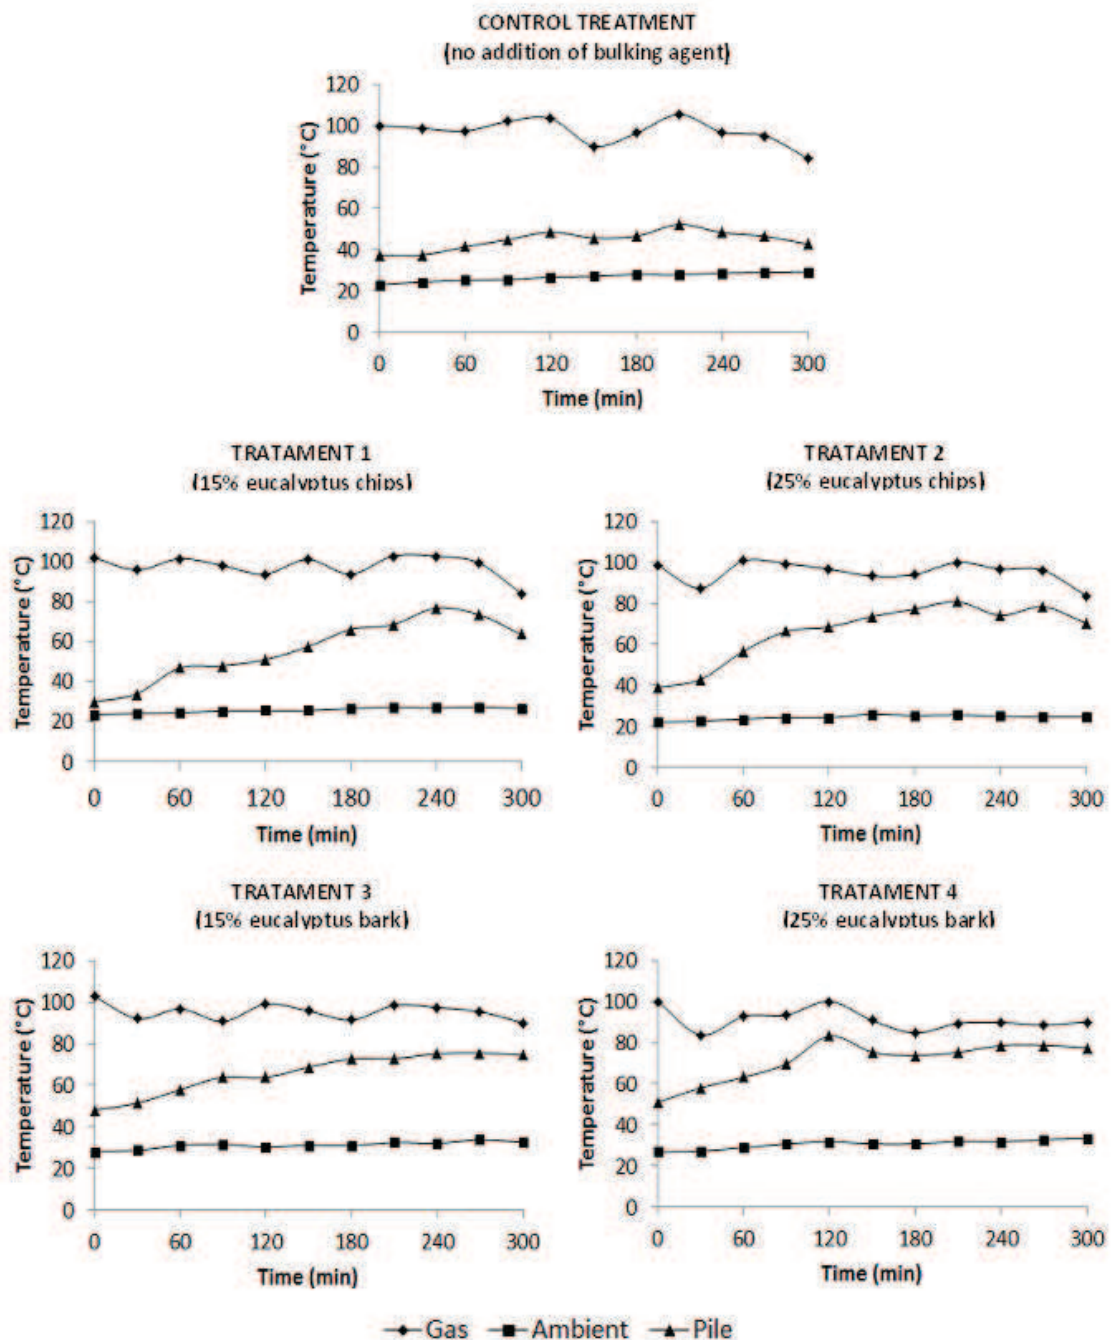 CONTROL TREATMENT
(no addition of bulking agent)
Temperature (°C)
120
100
80
60
40
20
0
0 60 120 180 240 300
Time (min)
TRATAMENT 1
(15% eucalyptus chips)
Temperature (°C)
120
100
80
60
40
20
0
0 60 120 180 240 300
Time (min)
TRATAMENT 2
(25% eucalyptus chips)
Temperature (°C)
120
100
80
60
40
20
0
0 60 120 180 240 300
Time (min)
TRATAMENT 3
(15% eucalyptus bark)
Temperature (°C)
120
100
80
60
40
20
0
0 60 120 180 240 300
Time (min)
TRATAMENT 4
(25% eucalyptus bark)
Temperature (°C)
120
100
80
60
40
20
0
0 60 120 180 240 300
Time (min)
Gas Ambient Pile